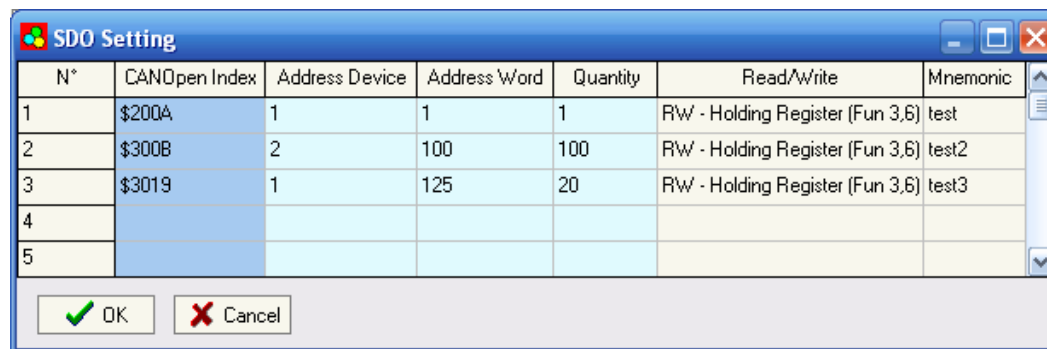 SDO Setting
N° CANOpen Index Address Device Address Word Quantity Read/Write Mnemonic
1 $200A 1 1 1 RW - Holding Register (Fun 3,6) test
2 $300B 2 100 100 RW - Holding Register (Fun 3,6) test2
3 $3019 1 125 20 RW - Holding Register (Fun 3,6) test3
4
5
OK Cancel